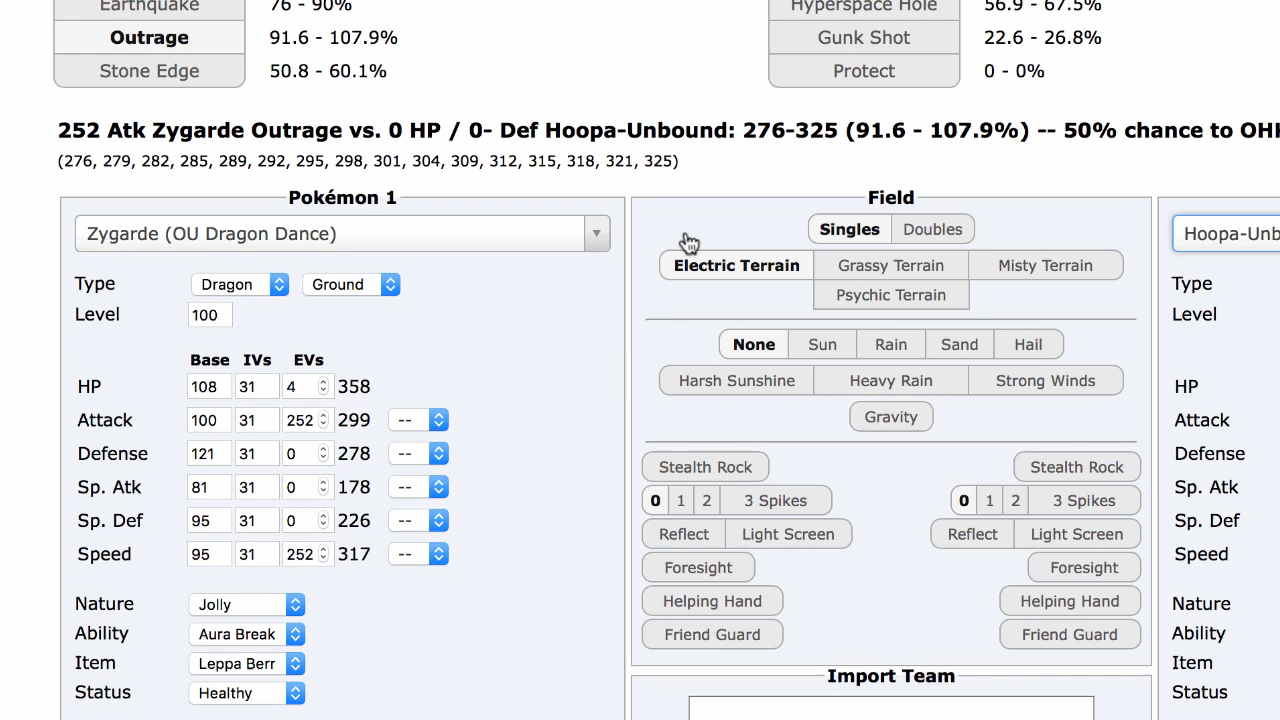 Earthquake 76 - 90% Hyperspace Hole 56.9 - 67.5%
Outrage 91.6 - 107.9% Gunk Shot 22.6 - 26.8%
Stone Edge 50.8 - 60.1% Protect 0 - 0%
252 Atk Zygarde Outrage vs. 0 HP / 0- Def Hoopa-Unbound: 276-325 (91.6 - 107.9%) -- 50% chance to OH
(276, 279, 282, 285, 289, 292, 295, 298, 301, 304, 309, 312, 315, 318, 321, 325)
Pokémon 1
Zygarde (OU Dragon Dance)
Type Dragon Ground
Level 100
Base IVs EVs
HP 108 31 4 358
Attack 100 31 252 299 --
Defense 121 31 0 278 --
Sp. Atk 81 31 0 178 --
Sp. Def 95 31 0 226 --
Speed 95 31 252 317 --
Nature Jolly
Ability Aura Break
Item Leppa Berr
Status Healthy
Field
Singles Doubles
Electric Terrain Grassy Terrain Misty Terrain
Psychic Terrain
None Sun Rain Sand Hail
Harsh Sunshine Heavy Rain Strong Winds
Gravity
Stealth Rock Stealth Rock
0 1 2 3 Spikes 0 1 2 3 Spikes
Reflect Light Screen Reflect Light Screen
Foresight Foresight
Helping Hand Helping Hand
Friend Guard Friend Guard
Import Team
Hoopa-Unb
Type
Level
HP
Attack
Defense
Sp. Atk
Sp. Def
Speed
Nature
Ability
Item
Status